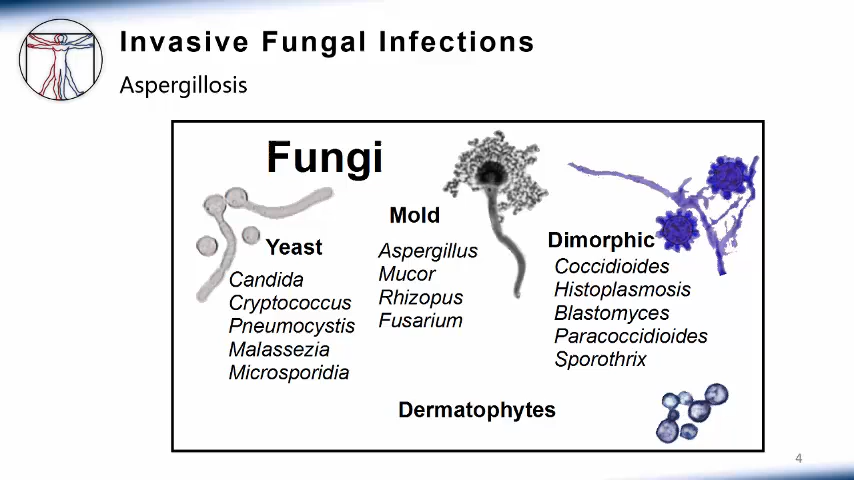 Invasive Fungal Infections
Aspergillosis
Fungi
Yeast
Candida
Cryptococcus
Pneumocystis
Malassezia
Microsporidia
Mold
Aspergillus
Mucor
Rhizopus
Fusarium
Dimorphic
Coccidioides
Histoplasmosis
Blastomyces
Paracoccidioides
Sporothrix
Dermatophytes
4